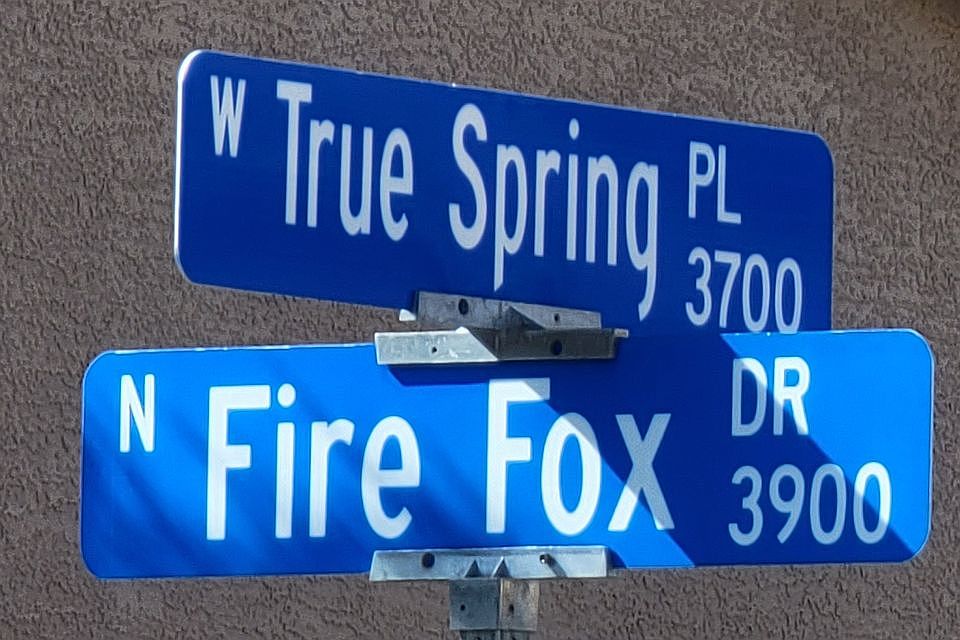 W True Spring PL
3700
N Fire Fox DR
3900